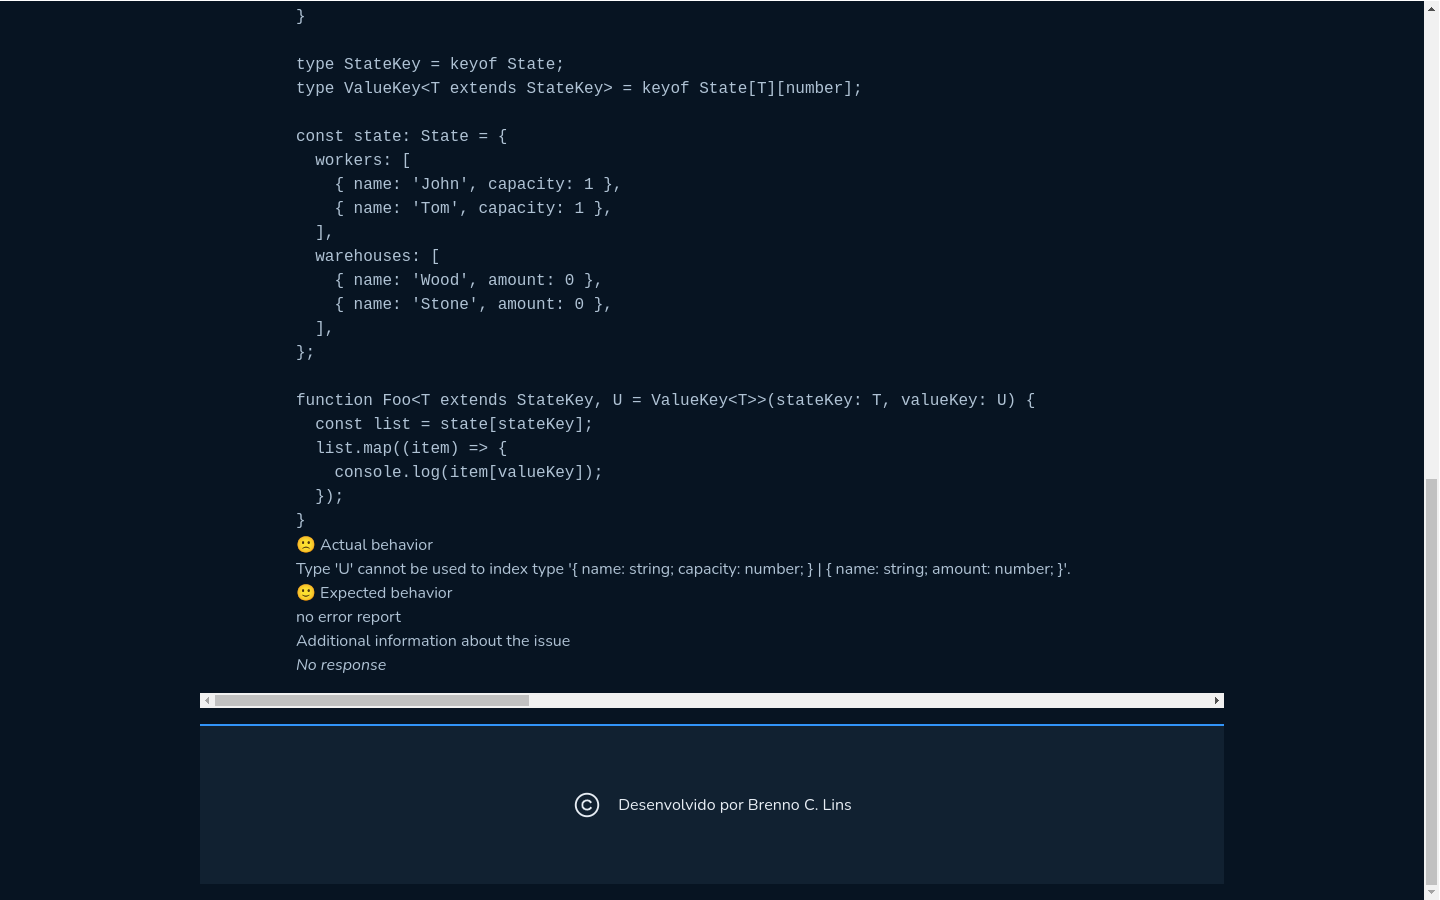 }
type StateKey = keyof State;
type ValueKey<T extends StateKey> = keyof State[T][number];
const state: State = {
  workers: [
    { name: 'John', capacity: 1 },
    { name: 'Tom', capacity: 1 },
  ],
  warehouses: [
    { name: 'Wood', amount: 0 },
    { name: 'Stone', amount: 0 },
  ],
};
function Foo<T extends StateKey, U = ValueKey<T>>(stateKey: T, valueKey: U) {
  const list = state[stateKey];
  list.map((item) => {
    console.log(item[valueKey]);
  });
}
🙁 Actual behavior
Type 'U' cannot be used to index type '{ name: string; capacity: number; } | { name: string; amount: number; }'.
🙂 Expected behavior
no error report
Additional information about the issue
No response
© Desenvolvido por Brenno C. Lins